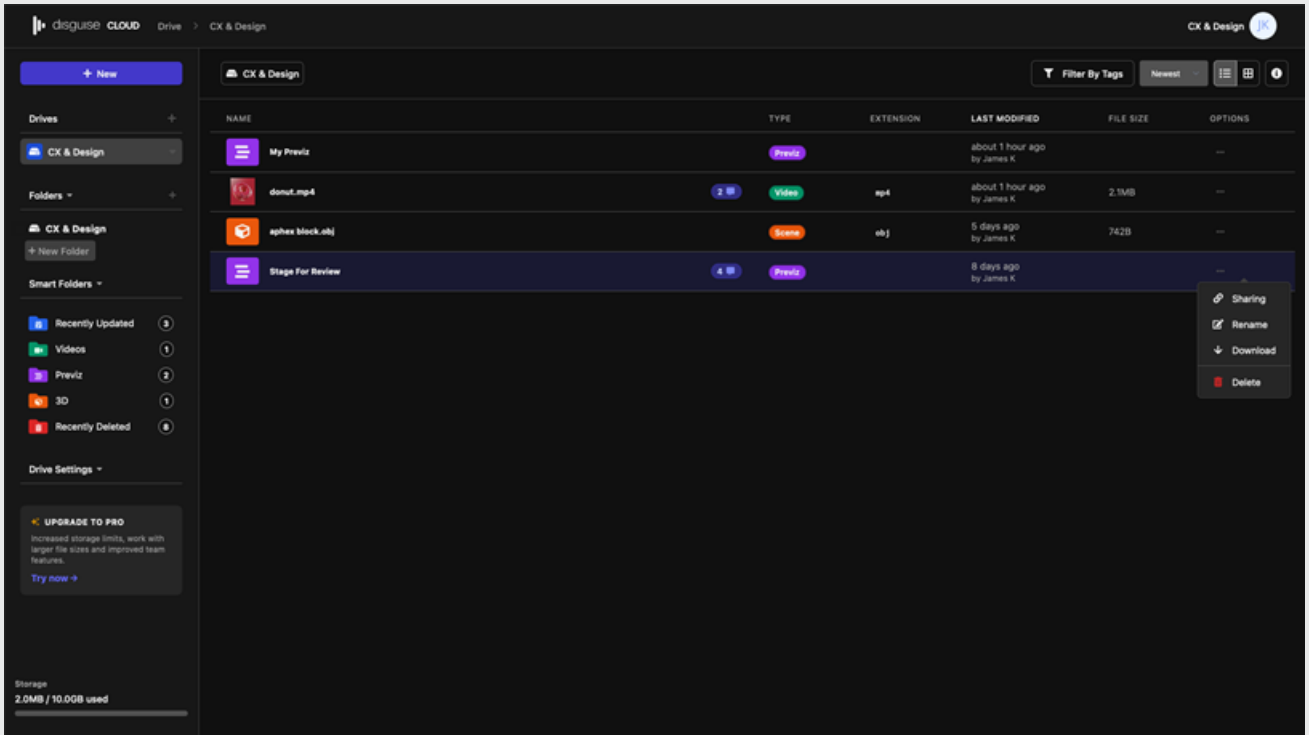 disguise CLOUD Drive > CX & Design
CX & Design JK
+ New
CX & Design
Filter By Tags
Newest
Drives +
CX & Design
Folders +
CX & Design
+ New Folder
Smart Folders
Recently Updated 3
Videos 1
Previz 2
3D 1
Recently Deleted 8
Drive Settings
UPGRADE TO PRO
Increased storage limits, work with
larger file sizes and improved team
features.
Try now →
Storage
2.0MB / 10.0GB used
NAME TYPE EXTENSION LAST MODIFIED FILE SIZE OPTIONS
My Previz Previz about 1 hour ago
by James K
donut.mp4 2 Video mp4 about 1 hour ago 2.1MB
by James K
aphex block.obj Scene obj 5 days ago 742B
by James K
Stage For Review 4 Previz 8 days ago
by James K
Sharing
Rename
Download
Delete